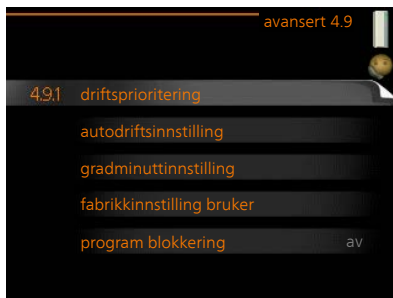 avansert 4.9
4.9.1 driftsprioritering
autodriftsinnstilling
gradminuttinnstilling
fabrikkinnstilling bruker
program blokkering av